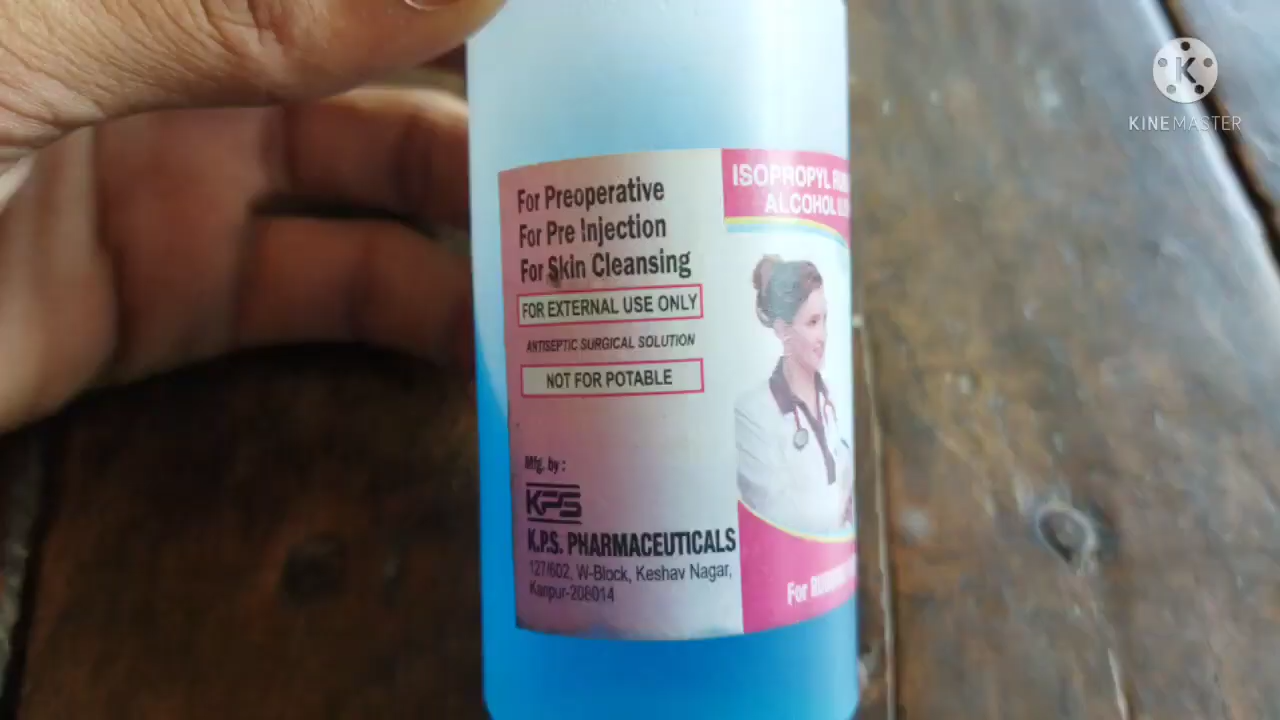 For Preoperative
For Pre Injection
For Skin Cleansing
FOR EXTERNAL USE ONLY
ANTISEPTIC SURGICAL SOLUTION
NOT FOR POTABLE
Mfg. by :
KPS
K.P.S. PHARMACEUTICALS
127/602, W-Block, Keshav Nagar,
Kanpur-208014
ISOPROPYL
ALCOHOL
For
K
KINEMASTER